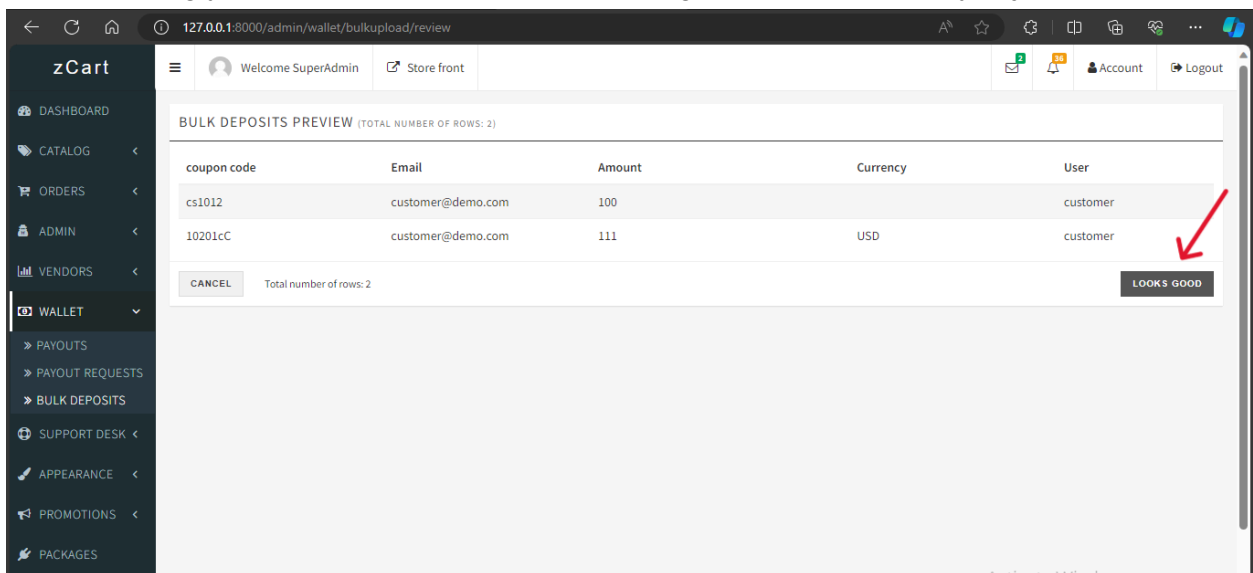 127.0.0.1:8000/admin/wallet/bulkupload/review
zCart
Welcome SuperAdmin Store front 2 36 Account Logout
DASHBOARD
CATALOG
ORDERS
ADMIN
VENDORS
WALLET
PAYOUTS
PAYOUT REQUESTS
BULK DEPOSITS
SUPPORT DESK
APPEARANCE
PROMOTIONS
PACKAGES
BULK DEPOSITS PREVIEW (TOTAL NUMBER OF ROWS: 2)
coupon code Email Amount Currency User
cs1012 customer@demo.com 100 customer
10201cC customer@demo.com 111 USD customer
CANCEL Total number of rows: 2 LOOKS GOOD